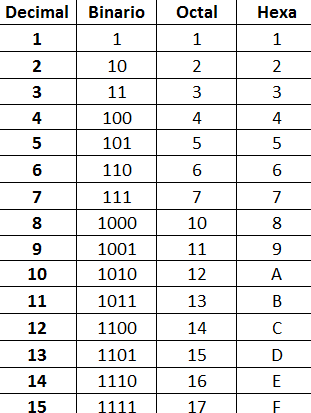 Decimal Binario Octal Hexa
1 1 1 1
2 10 2 2
3 11 3 3
4 100 4 4
5 101 5 5
6 110 6 6
7 111 7 7
8 1000 10 8
9 1001 11 9
10 1010 12 A
11 1011 13 B
12 1100 14 C
13 1101 15 D
14 1110 16 E
15 1111 17 F